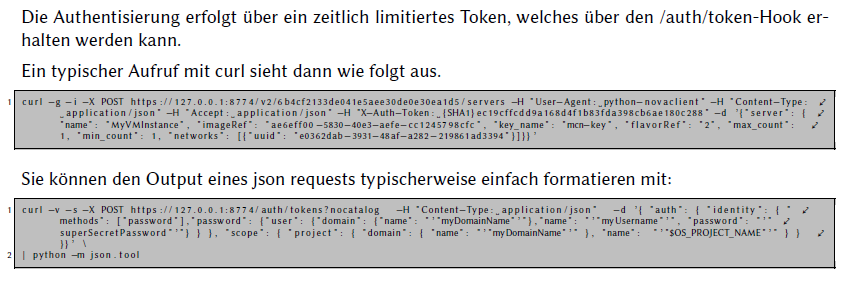 Die Authentisierung erfolgt über ein zeitlich limitiertes Token, welches über den /auth/token-Hook er-
halten werden kann.
Ein typischer Aufruf mit curl sieht dann wie folgt aus.
1 curl −g −i −X POST https://127.0.0.1:8774/v2/6b4cf2133de041e5aee30de0e30ea1d5/servers −H "User−Agent:␣python−novaclient" −H "Content−Type: ⤦
␣application/json" −H "Accept:␣application/json" −H "X−Auth−Token:␣{SHA1}ec19cffcdd9a168d4f1b83fda398cb6ae180c288" −d '{"server": { ⤦
"name": "MyVMInstance", "imageRef": "ae6eff00−5830−40e3−aefe−cc1245798cfc", "key_name": "mcn−key", "flavorRef": "2", "max_count": ⤦
1, "min_count": 1, "networks": [{"uuid": "e0362dab−3931−48af−a282−219861ad3394"}]}}'
Sie können den Output eines json requests typischerweise einfach formatieren mit:
1 curl −v −s −X POST https://127.0.0.1:8774/auth/tokens?nocatalog −H "Content−Type:␣application/json" −d '{ "auth": { "identity": { " ⤦
methods": ["password"],"password": {"user": {"domain": {"name": "'"myDomainName"'"},"name": "'"myUsername"'", "password": "'" ⤦
superSecretPassword"'"} } }, "scope": { "project": { "domain": { "name": "'"myDomainName"'" }, "name": "'"$OS_PROJECT_NAME"'" } } ⤦
}}' \
2 | python −m json.tool